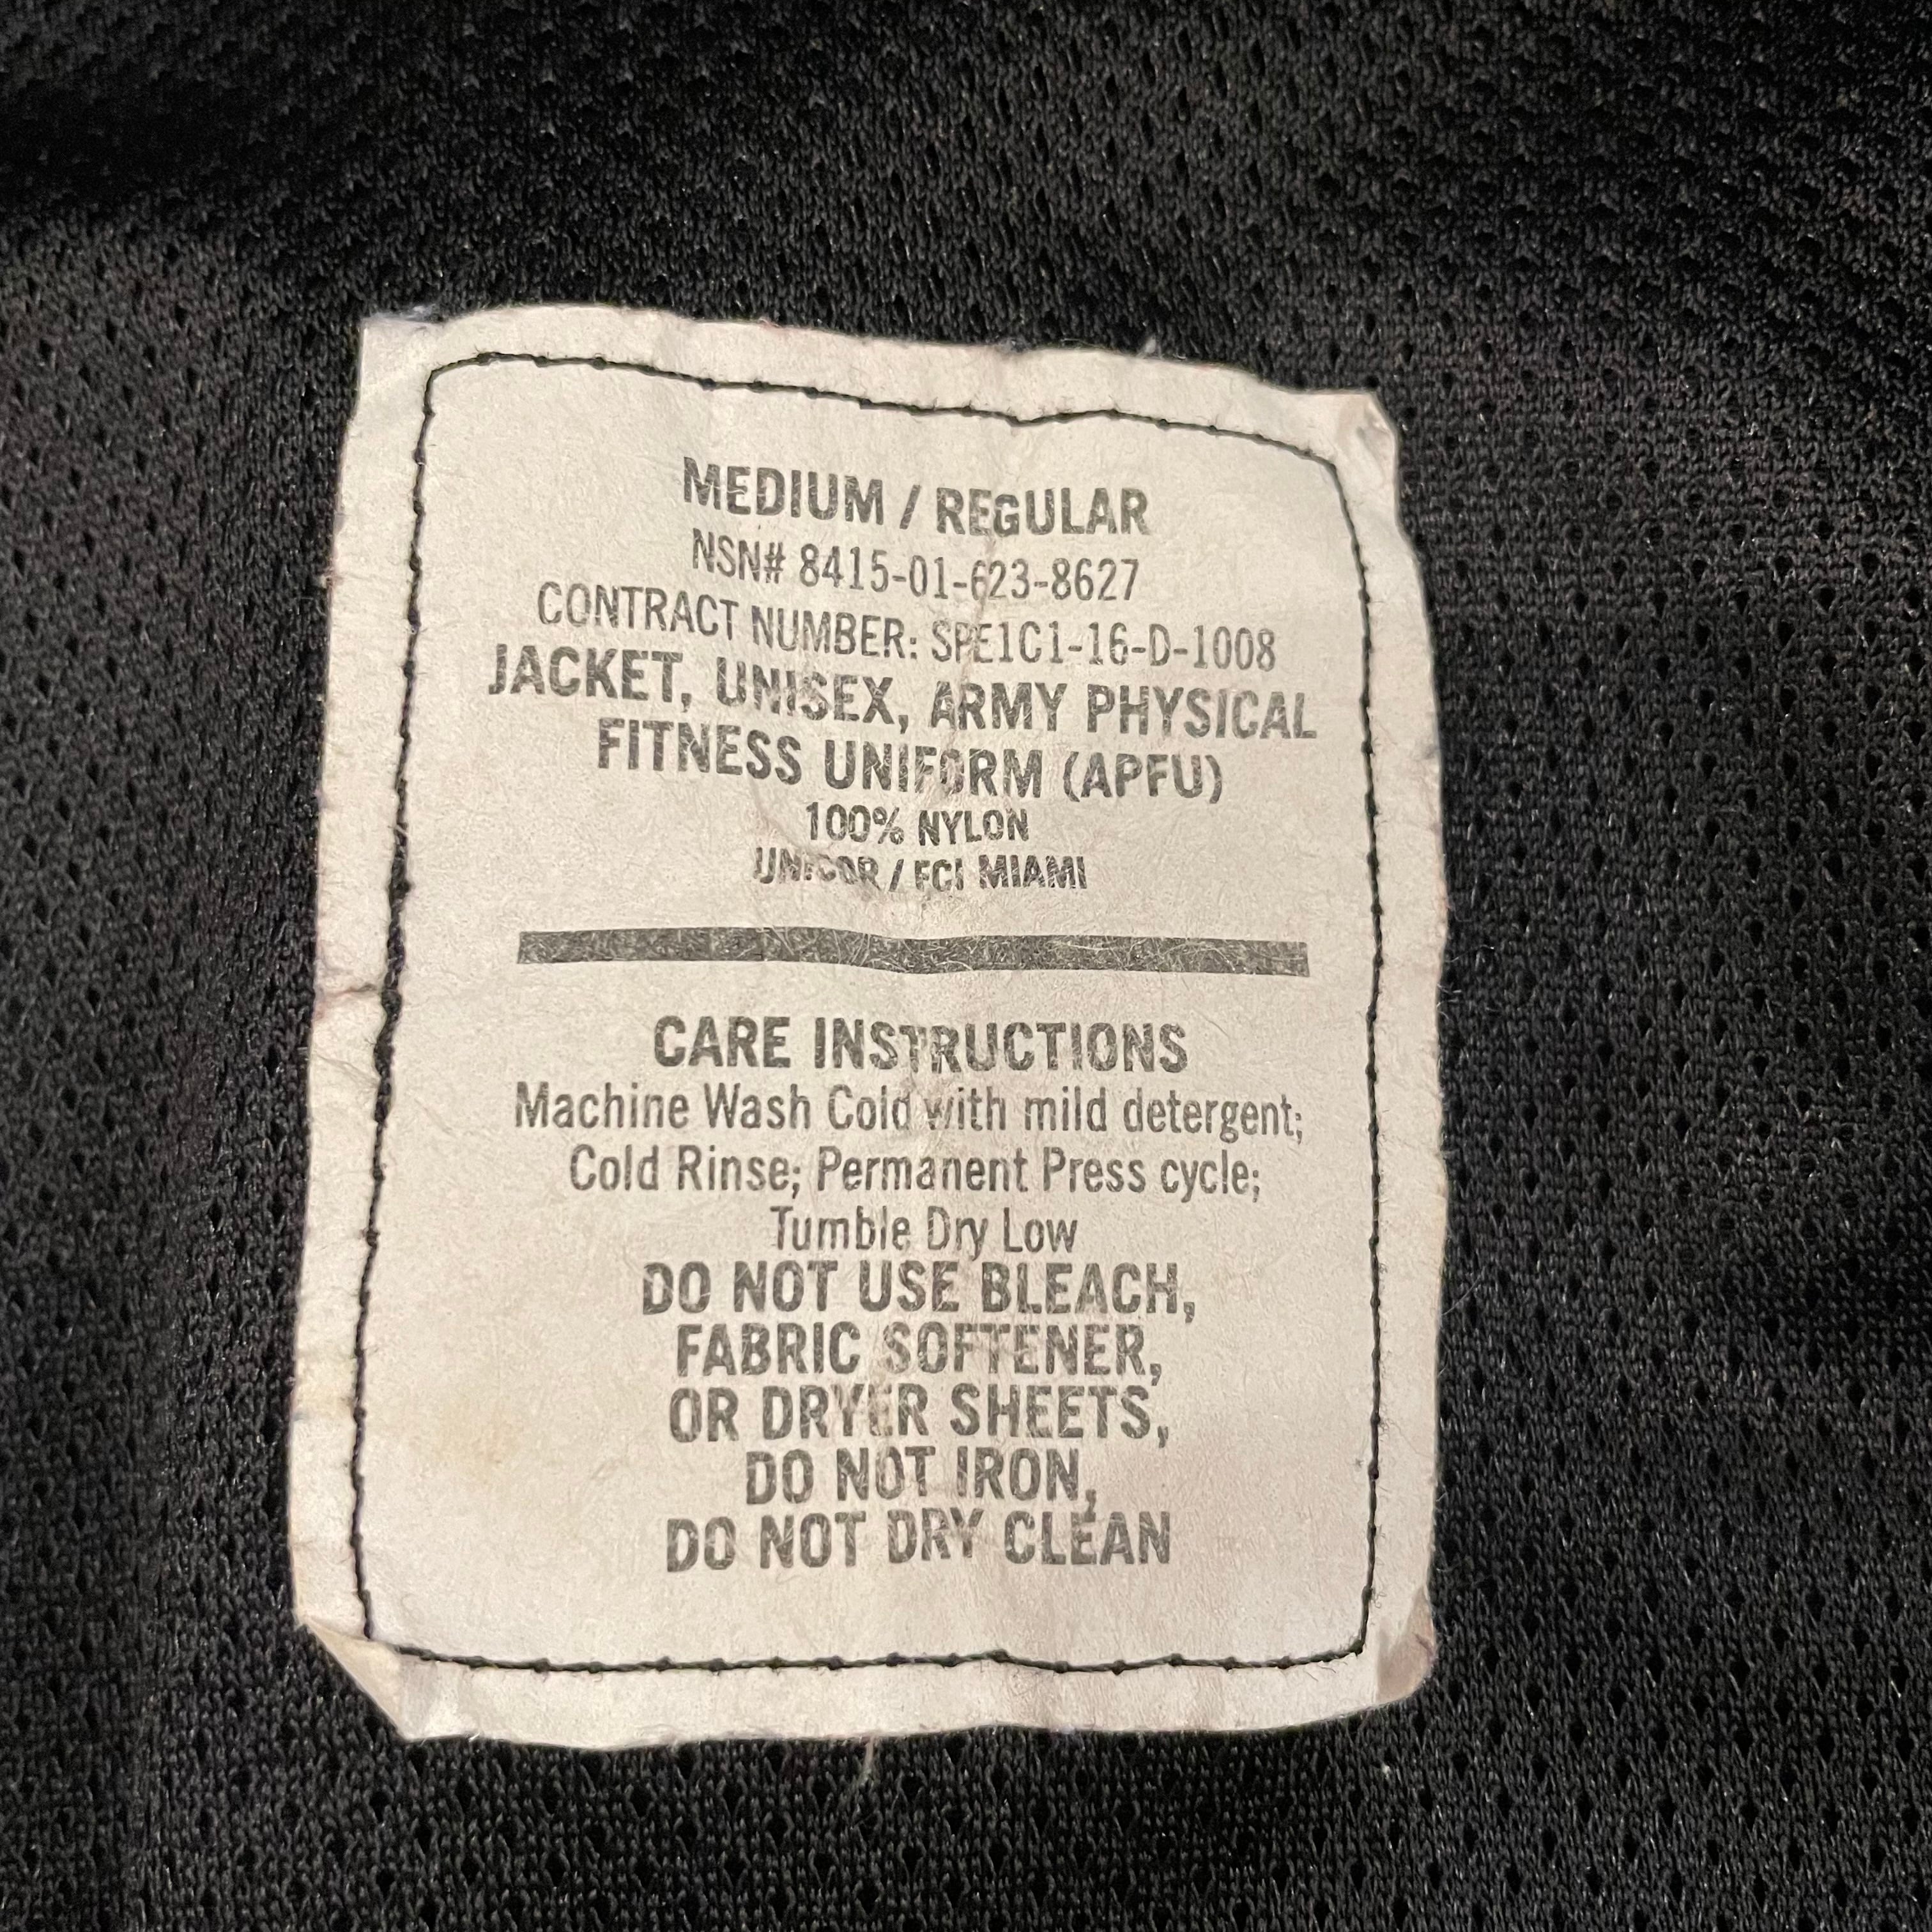 MEDIUM / REGULAR
NSN# 8415-01-623-8627
CONTRACT NUMBER: SPE1C1-16-D-1008
JACKET, UNISEX, ARMY PHYSICAL
FITNESS UNIFORM (APFU)
100% NYLON
UNICOR / FCI MIAMI
CARE INSTRUCTIONS
Machine Wash Cold with mild detergent;
Cold Rinse; Permanent Press cycle;
Tumble Dry Low
DO NOT USE BLEACH,
FABRIC SOFTENER,
OR DRYER SHEETS,
DO NOT IRON,
DO NOT DRY CLEAN